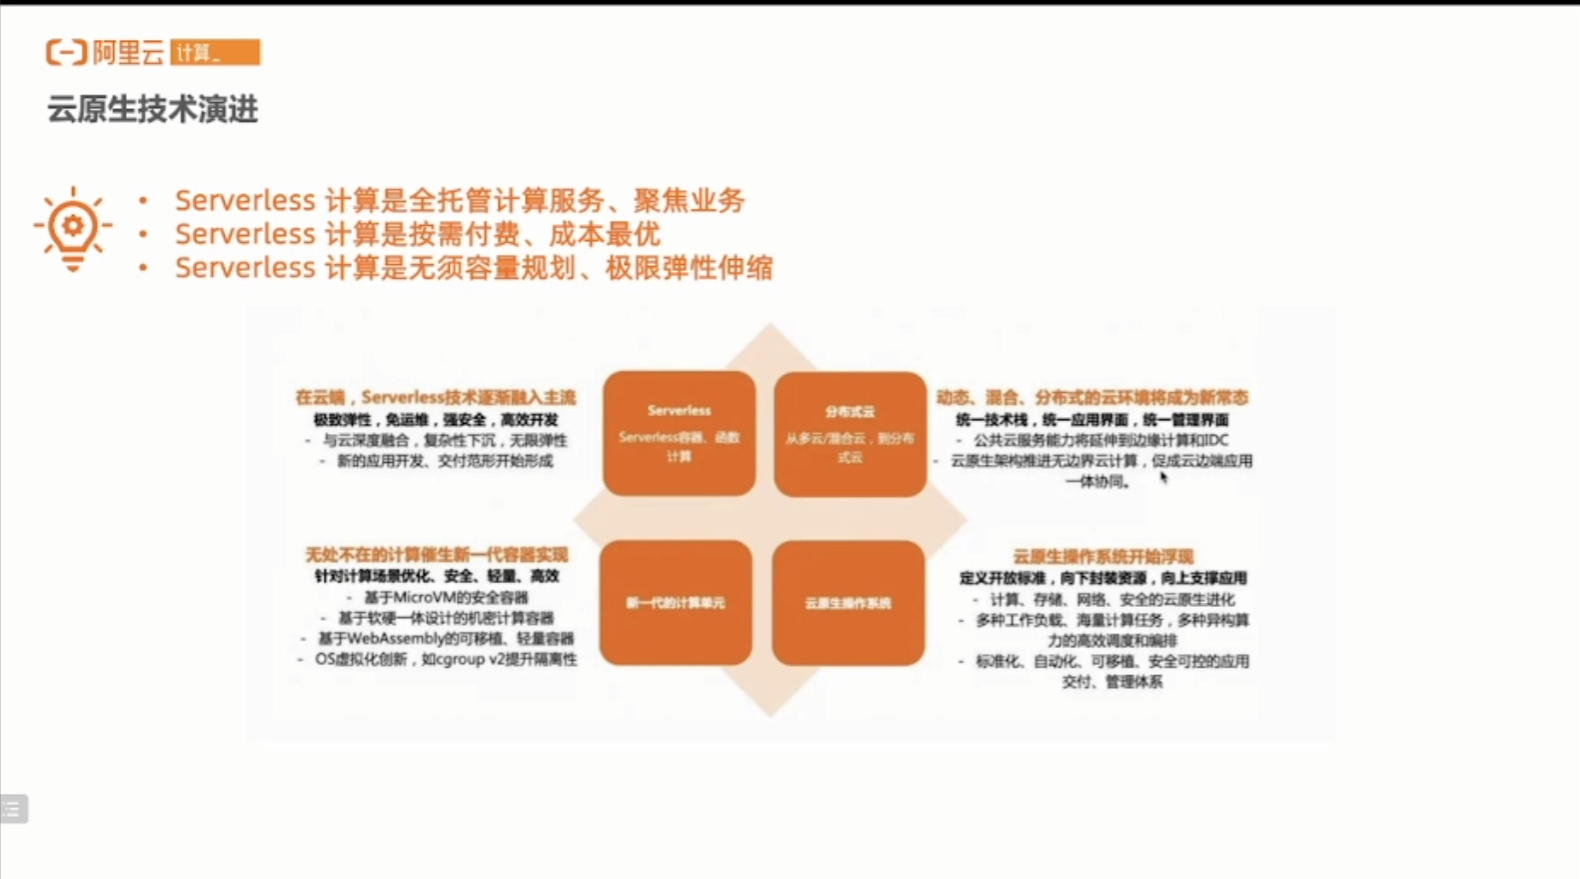 阿里云 计算_
云原生技术演进
• Serverless 计算是全托管计算服务、聚焦业务
• Serverless 计算是按需付费、成本最优
• Serverless 计算是无须容量规划、极限弹性伸缩
在云端，Serverless技术逐渐融入主流
极致弹性，免运维，强安全，高效开发
- 与云深度融合，复杂性下沉，无限弹性
- 新的应用开发、交付范形开始形成
Serverless
Serverless容器、函数
计算
分布式云
从多云/混合云，到分布
式云
动态、混合、分布式的云环境将成为新常态
统一技术栈，统一应用界面，统一管理界面
- 公共云服务能力将延伸到边缘计算和IDC
- 云原生架构推进无边界云计算，促成云边端应用
一体协同。
无处不在的计算催生新一代容器实现
针对计算场景优化、安全、轻量、高效
- 基于MicroVM的安全容器
- 基于软硬一体设计的机密计算容器
- 基于WebAssembly的可移植、轻量容器
- OS虚拟化创新，如cgroup v2提升隔离性
新一代的计算单元
云原生操作系统
云原生操作系统开始浮现
定义开放标准，向下封装资源，向上支撑应用
- 计算、存储、网络、安全的云原生进化
- 多种工作负载、海量计算任务，多种异构算
力的高效调度和编排
- 标准化、自动化、可移植、安全可控的应用
交付、管理体系